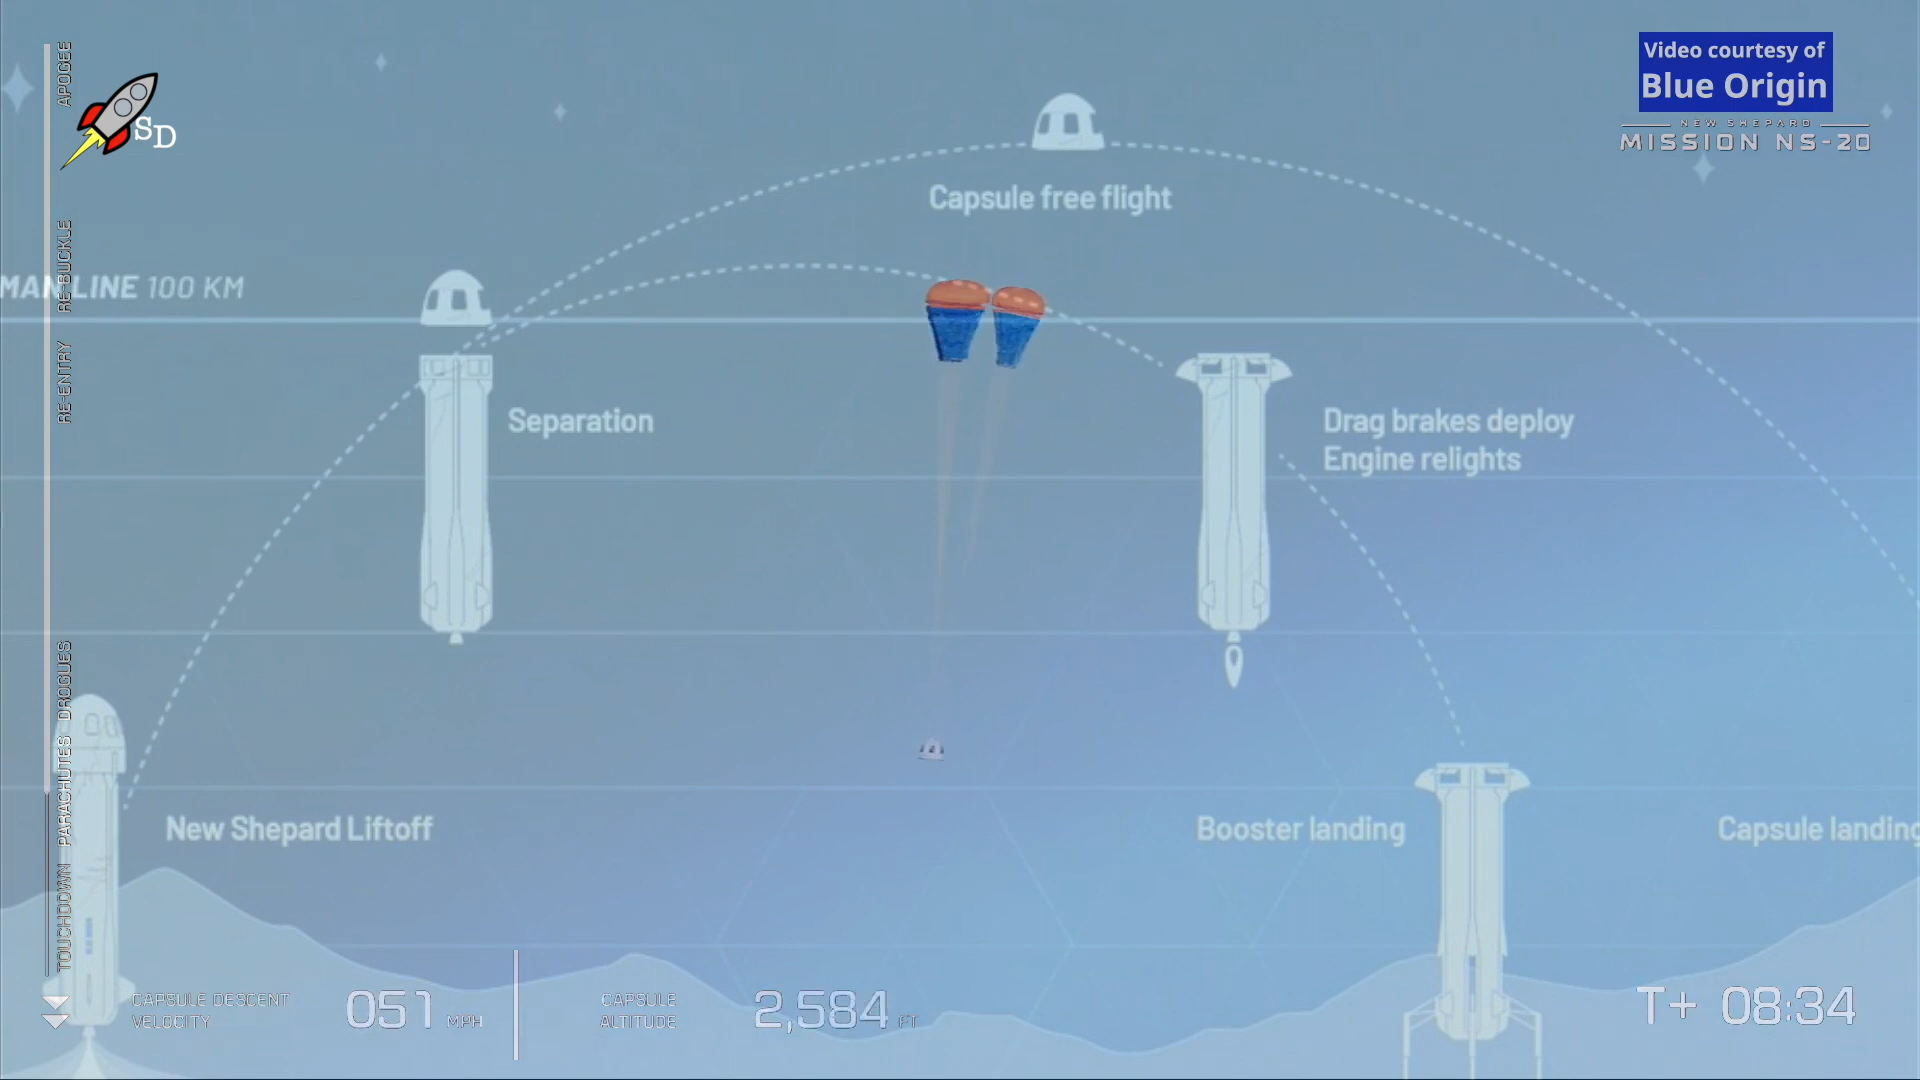 APOGEE
RE-BUCKLE
RE-ENTRY
DROGUES
PARACHUTES
TOUCHDOWN
SD
Video courtesy of
Blue Origin
NEW SHEPARD
MISSION NS-20
Capsule free flight
MAN LINE 100 KM
Separation
Drag brakes deploy
Engine relights
New Shepard Liftoff
Booster landing
Capsule landing
CAPSULE DESCENT
VELOCITY
051 MPH
CAPSULE
ALTITUDE
2,584 FT
T+ 08:34